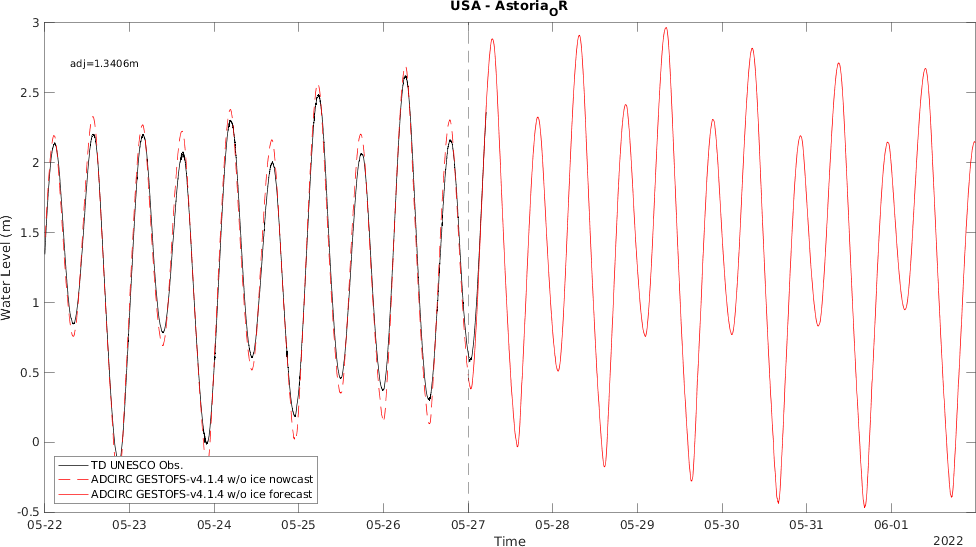 USA - Astoria_OR
adj=1.3406m
Water Level (m)
3
2.5
2
1.5
1
0.5
0
-0.5
TD UNESCO Obs.
ADCIRC GESTOFS-v4.1.4 w/o ice nowcast
ADCIRC GESTOFS-v4.1.4 w/o ice forecast
05-22 05-23 05-24 05-25 05-26 05-27 05-28 05-29 05-30 05-31 06-01
Time
2022